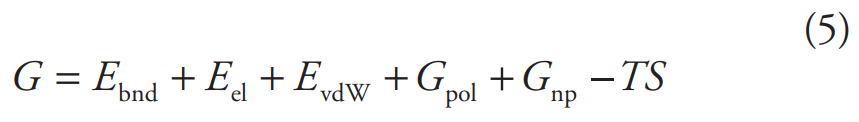 (5)
G = E_bnd + E_el + E_vdW + G_pol + G_np − TS